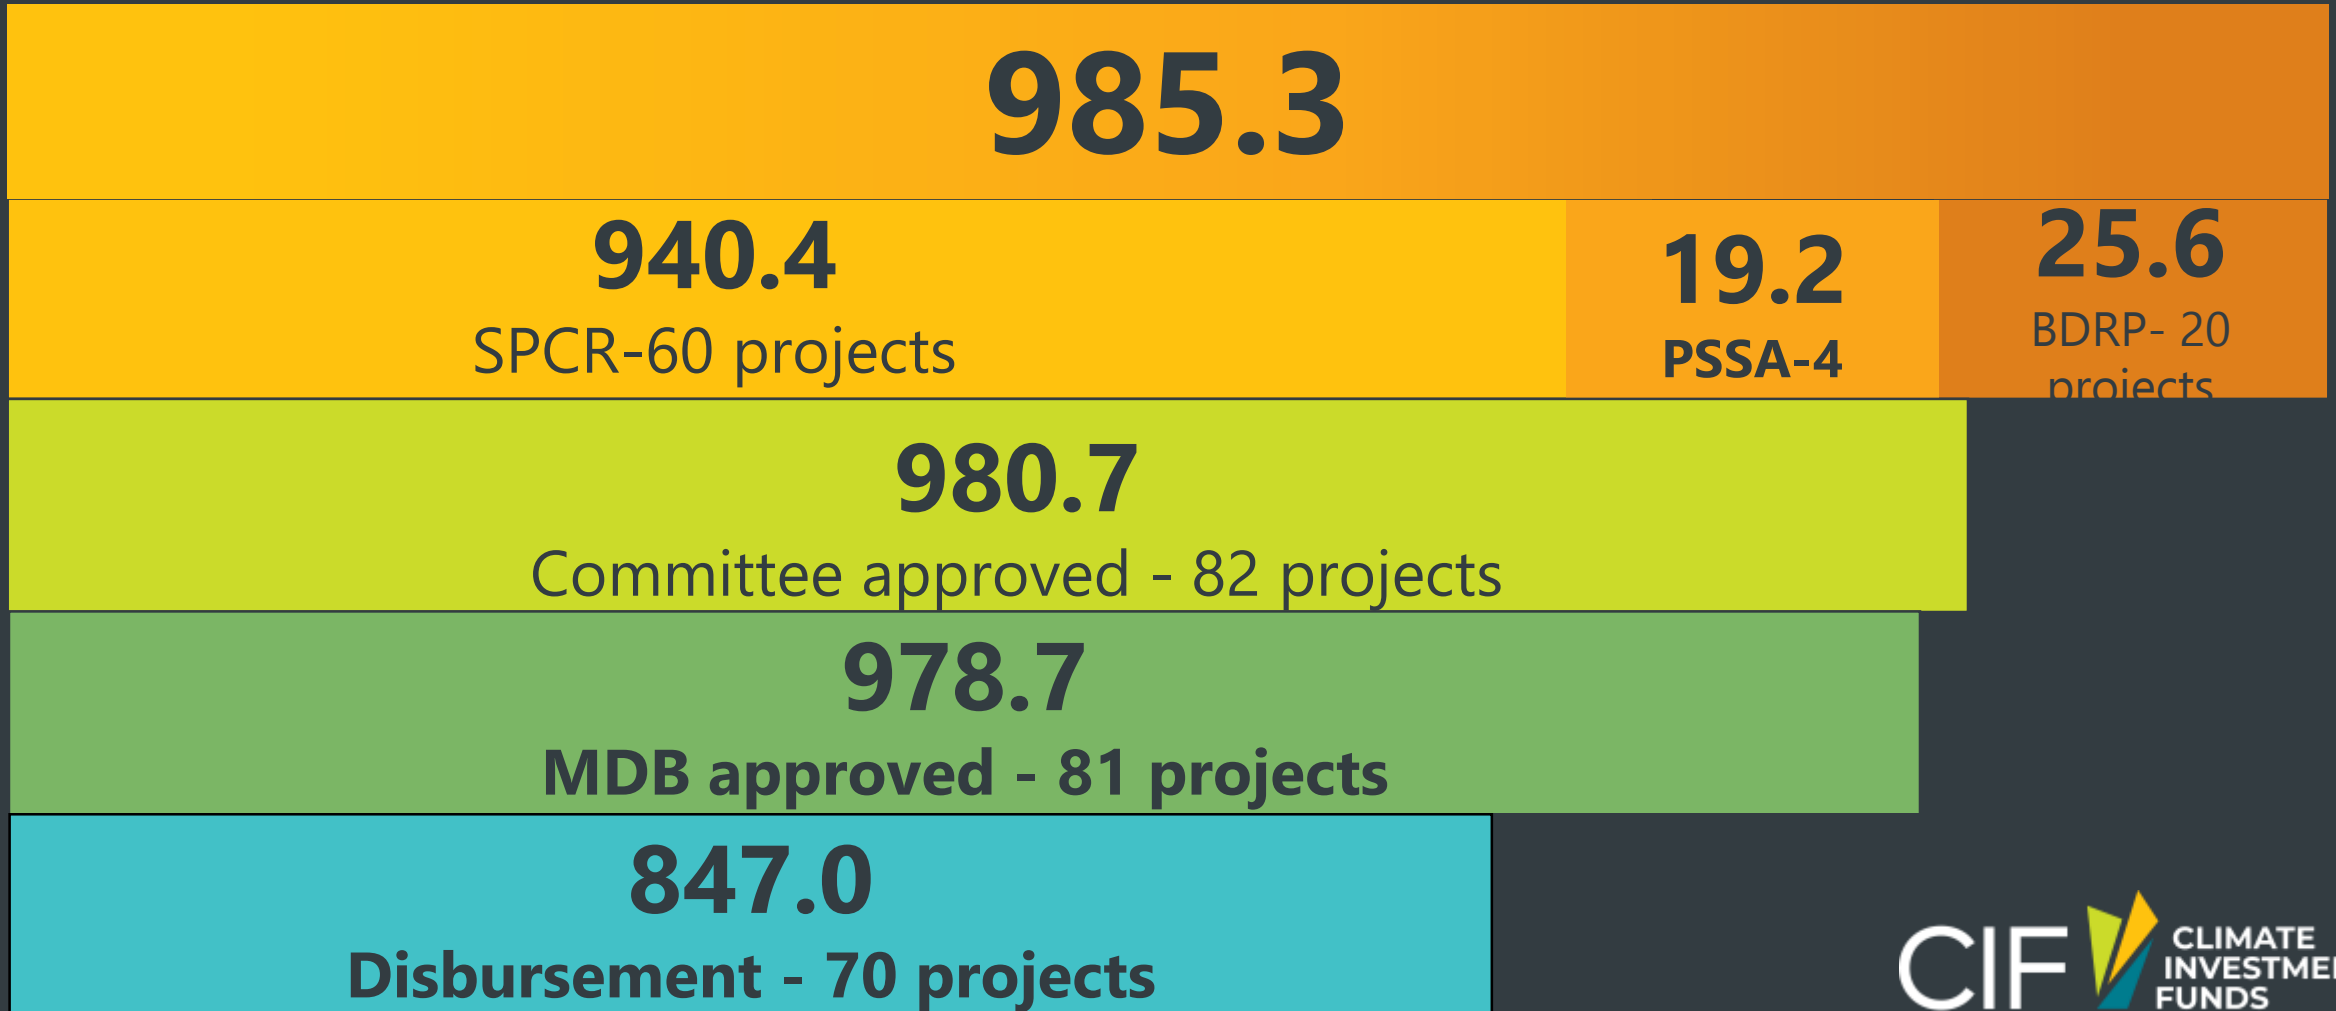 985.3
940.4
SPCR-60 projects
19.2
PSSA-4
25.6
BDRP- 20
projects
980.7
Committee approved - 82 projects
978.7
MDB approved - 81 projects
847.0
Disbursement - 70 projects
CIF
CLIMATE
INVESTME
FUNDS